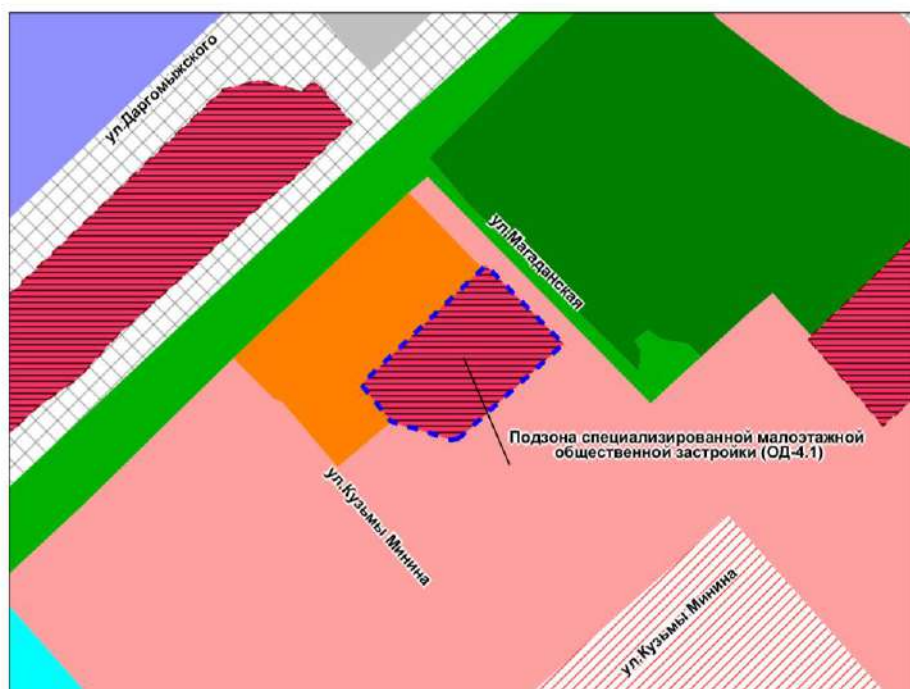 ул.Даргомыжского
ул.Магаданская
Подзона специализированной малоэтажной
общественной застройки (ОД-4.1)
ул.Кузьмы Минина
ул.Кузьмы Минина